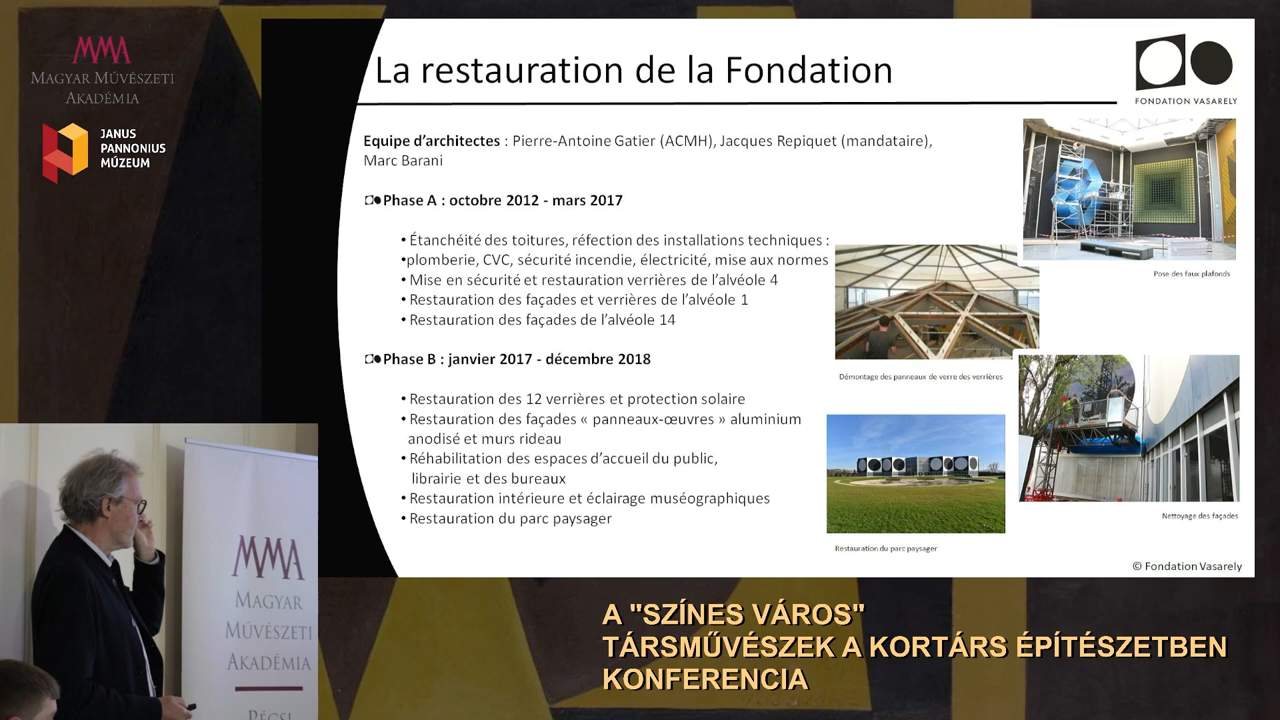 MMA
MAGYAR MŰVÉSZETI
AKADÉMIA
JANUS
PANNONIUS
MÚZEUM
La restauration de la Fondation
FONDATION VASARELY
Equipe d’architectes : Pierre-Antoine Gatier (ACMH), Jacques Repiquet (mandataire),
Marc Barani
Phase A : octobre 2012 - mars 2017
• Étanchéité des toitures, réfection des installations techniques :
•plomberie, CVC, sécurité incendie, électricité, mise aux normes
• Mise en sécurité et restauration verrières de l’alvéole 4
• Restauration des façades et verrières de l’alvéole 1
• Restauration des façades de l’alvéole 14
Phase B : janvier 2017 - décembre 2018
• Restauration des 12 verrières et protection solaire
• Restauration des façades « panneaux-œuvres » aluminium
anodisé et murs rideau
• Réhabilitation des espaces d’accueil du public,
librairie et des bureaux
• Restauration intérieure et éclairage muséographiques
• Restauration du parc paysager
Pose des faux plafonds
Démontage des panneaux de verre des verrières
Nettoyage des façades
Restauration du parc paysager
© Fondation Vasarely
MMA
MAGYAR
MŰVÉSZETI
AKADÉMIA
PÉCSI
A "SZÍNES VÁROS"
TÁRSMŰVÉSZEK A KORTÁRS ÉPÍTÉSZETBEN
KONFERENCIA